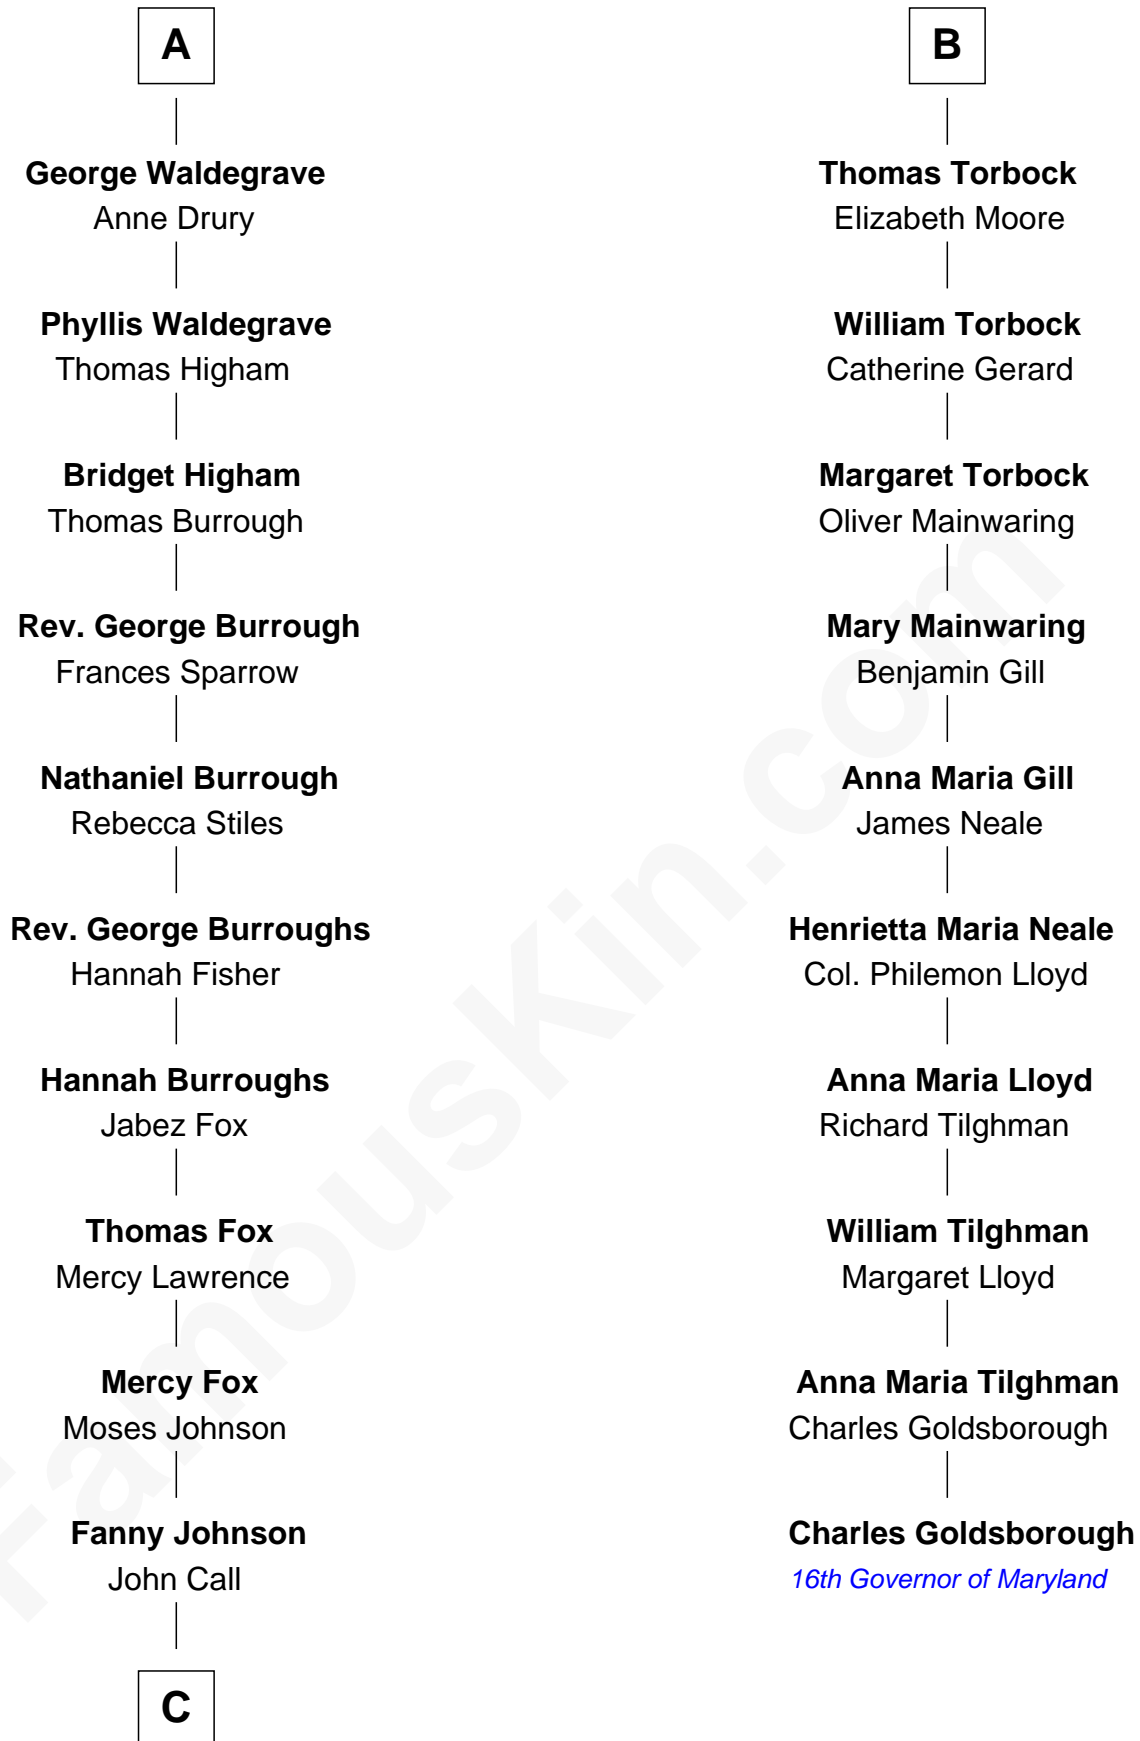 A
George Waldegrave
Anne Drury
Phyllis Waldegrave
Thomas Higham
Bridget Higham
Thomas Burrough
Rev. George Burrough
Frances Sparrow
Nathaniel Burrough
Rebecca Stiles
Rev. George Burroughs
Hannah Fisher
Hannah Burroughs
Jabez Fox
Thomas Fox
Mercy Lawrence
Mercy Fox
Moses Johnson
Fanny Johnson
John Call
C
B
Thomas Torbock
Elizabeth Moore
William Torbock
Catherine Gerard
Margaret Torbock
Oliver Mainwaring
Mary Mainwaring
Benjamin Gill
Anna Maria Gill
James Neale
Henrietta Maria Neale
Col. Philemon Lloyd
Anna Maria Lloyd
Richard Tilghman
William Tilghman
Margaret Lloyd
Anna Maria Tilghman
Charles Goldsborough
Charles Goldsborough
16th Governor of Maryland
FamousKin.com